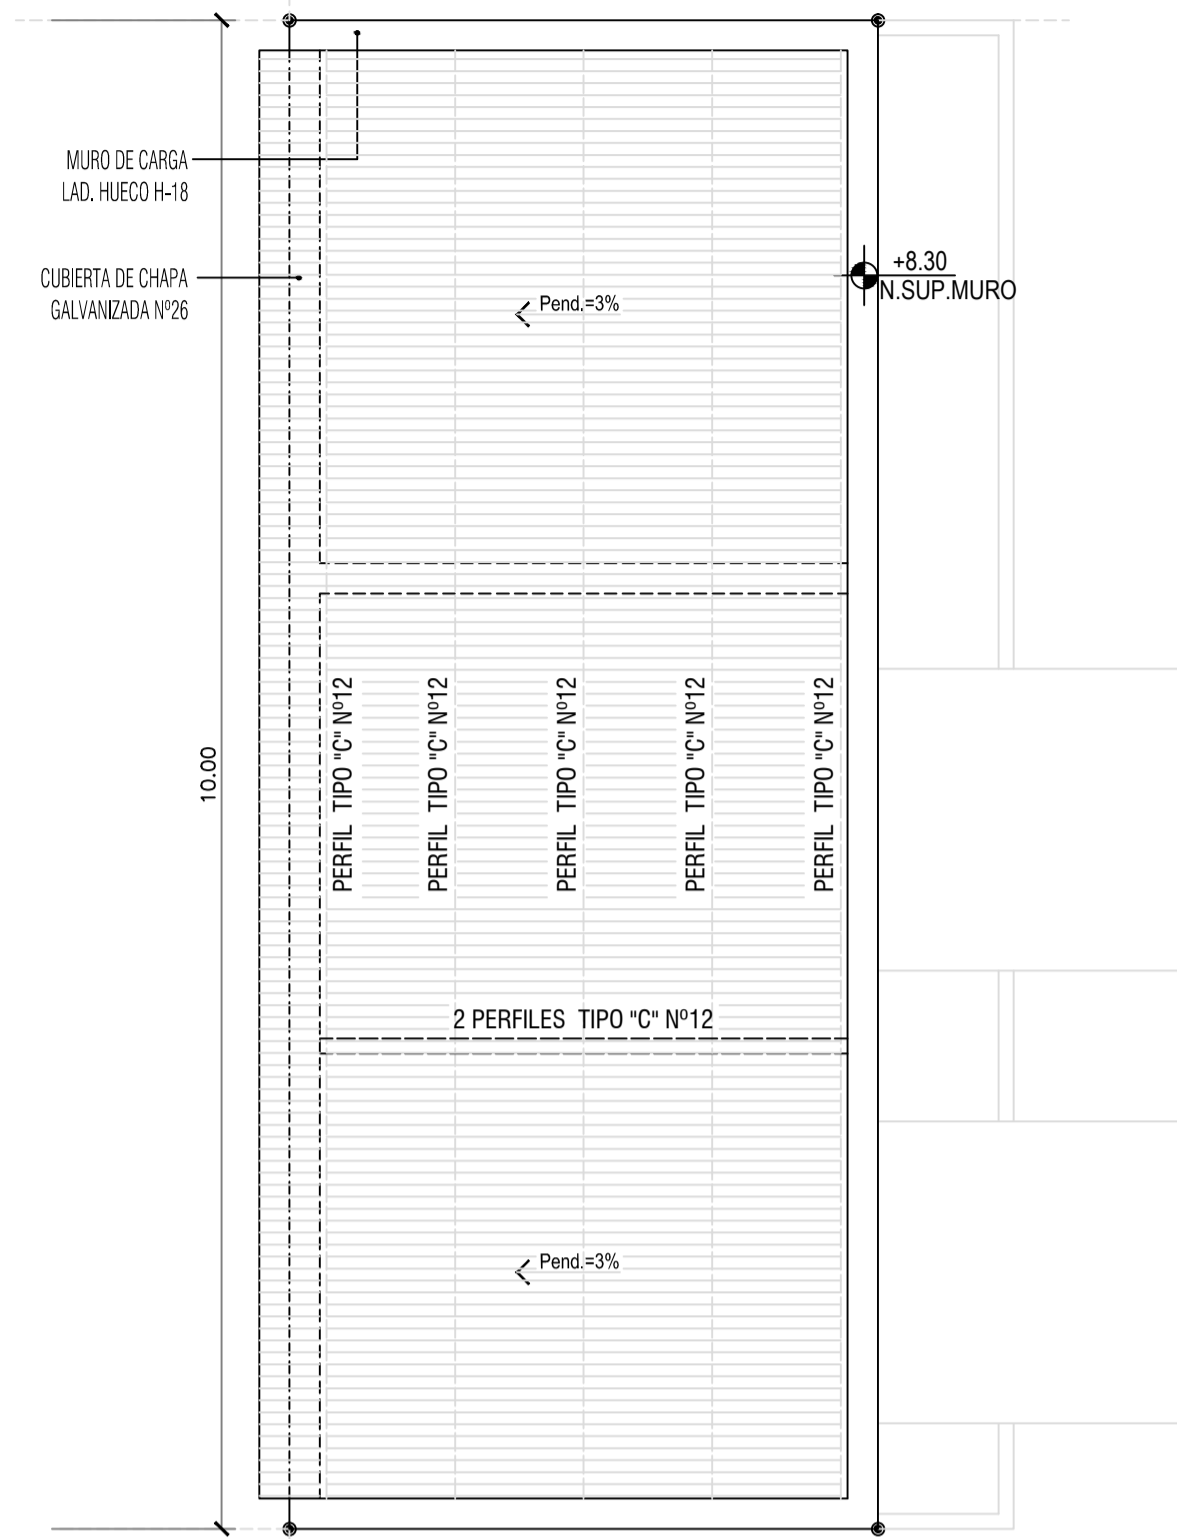 MURO DE CARGA
LAD. HUECO H-18
CUBIERTA DE CHAPA
GALVANIZADA Nº26
+8.30
N.SUP.MURO
Pend.=3%
10.00
PERFIL TIPO "C" Nº12
PERFIL TIPO "C" Nº12
PERFIL TIPO "C" Nº12
PERFIL TIPO "C" Nº12
PERFIL TIPO "C" Nº12
2 PERFILES TIPO "C" Nº12
Pend.=3%